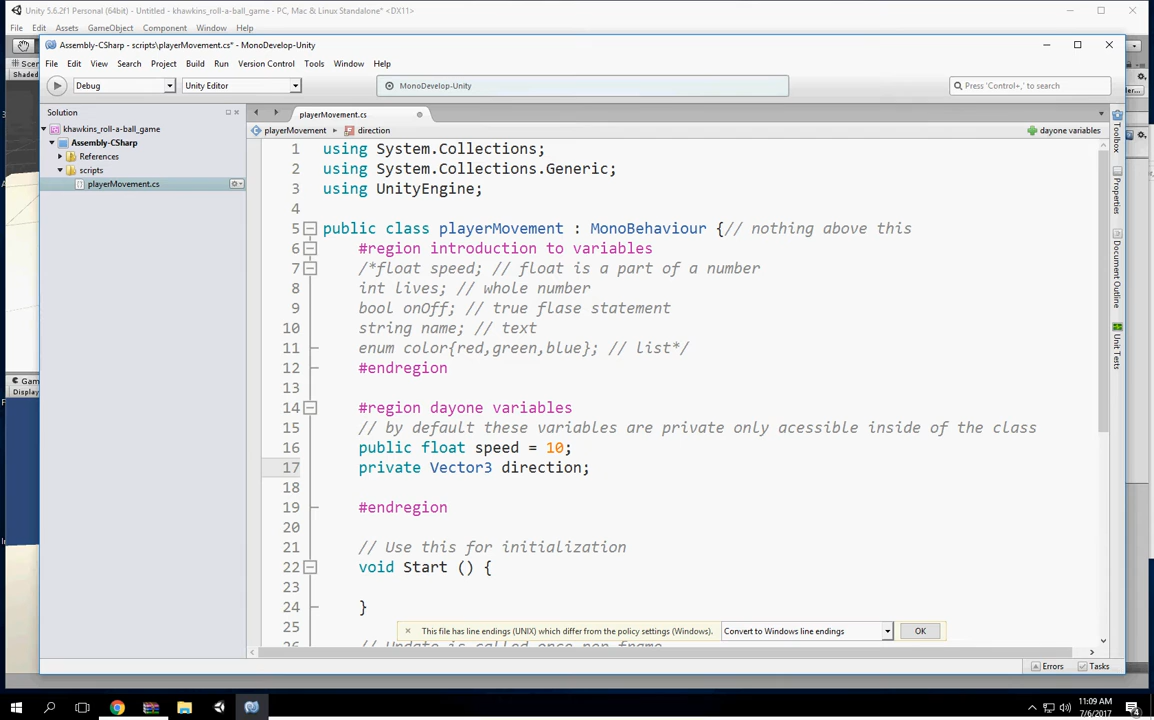 Unity 5.6.2f1 Personal (64bit) - Untitled - khawkins_roll-a-ball_game - PC, Mac & Linux Standalone* <DX11>
File Edit Assets GameObject Component Window Help
Assembly-CSharp - scripts\playerMovement.cs* - MonoDevelop-Unity
File Edit View Search Project Build Run Version Control Tools Window Help
Debug Unity Editor MonoDevelop-Unity Press 'Control+,' to search
Solution playerMovement.cs
khawkins_roll-a-ball_game playerMovement direction dayone variables
Assembly-CSharp
References
scripts
playerMovement.cs
1 using System.Collections;
2 using System.Collections.Generic;
3 using UnityEngine;
4
5 public class playerMovement : MonoBehaviour {// nothing above this
6 #region introduction to variables
7 /*float speed; // float is a part of a number
8 int lives; // whole number
9 bool onOff; // true flase statement
10 string name; // text
11 enum color{red,green,blue}; // list*/
12 #endregion
13
14 #region dayone variables
15 // by default these variables are private only acessible inside of the class
16 public float speed = 10;
17 private Vector3 direction;
18
19 #endregion
20
21 // Use this for initialization
22 void Start () {
23
24 }
25
26 // Update is called once per frame
This file has line endings (UNIX) which differ from the policy settings (Windows). Convert to Windows line endings OK
Toolbox
Properties
Document Outline
Unit Tests
Errors Tasks
Shaded
Display
11:09 AM
7/6/2017
4